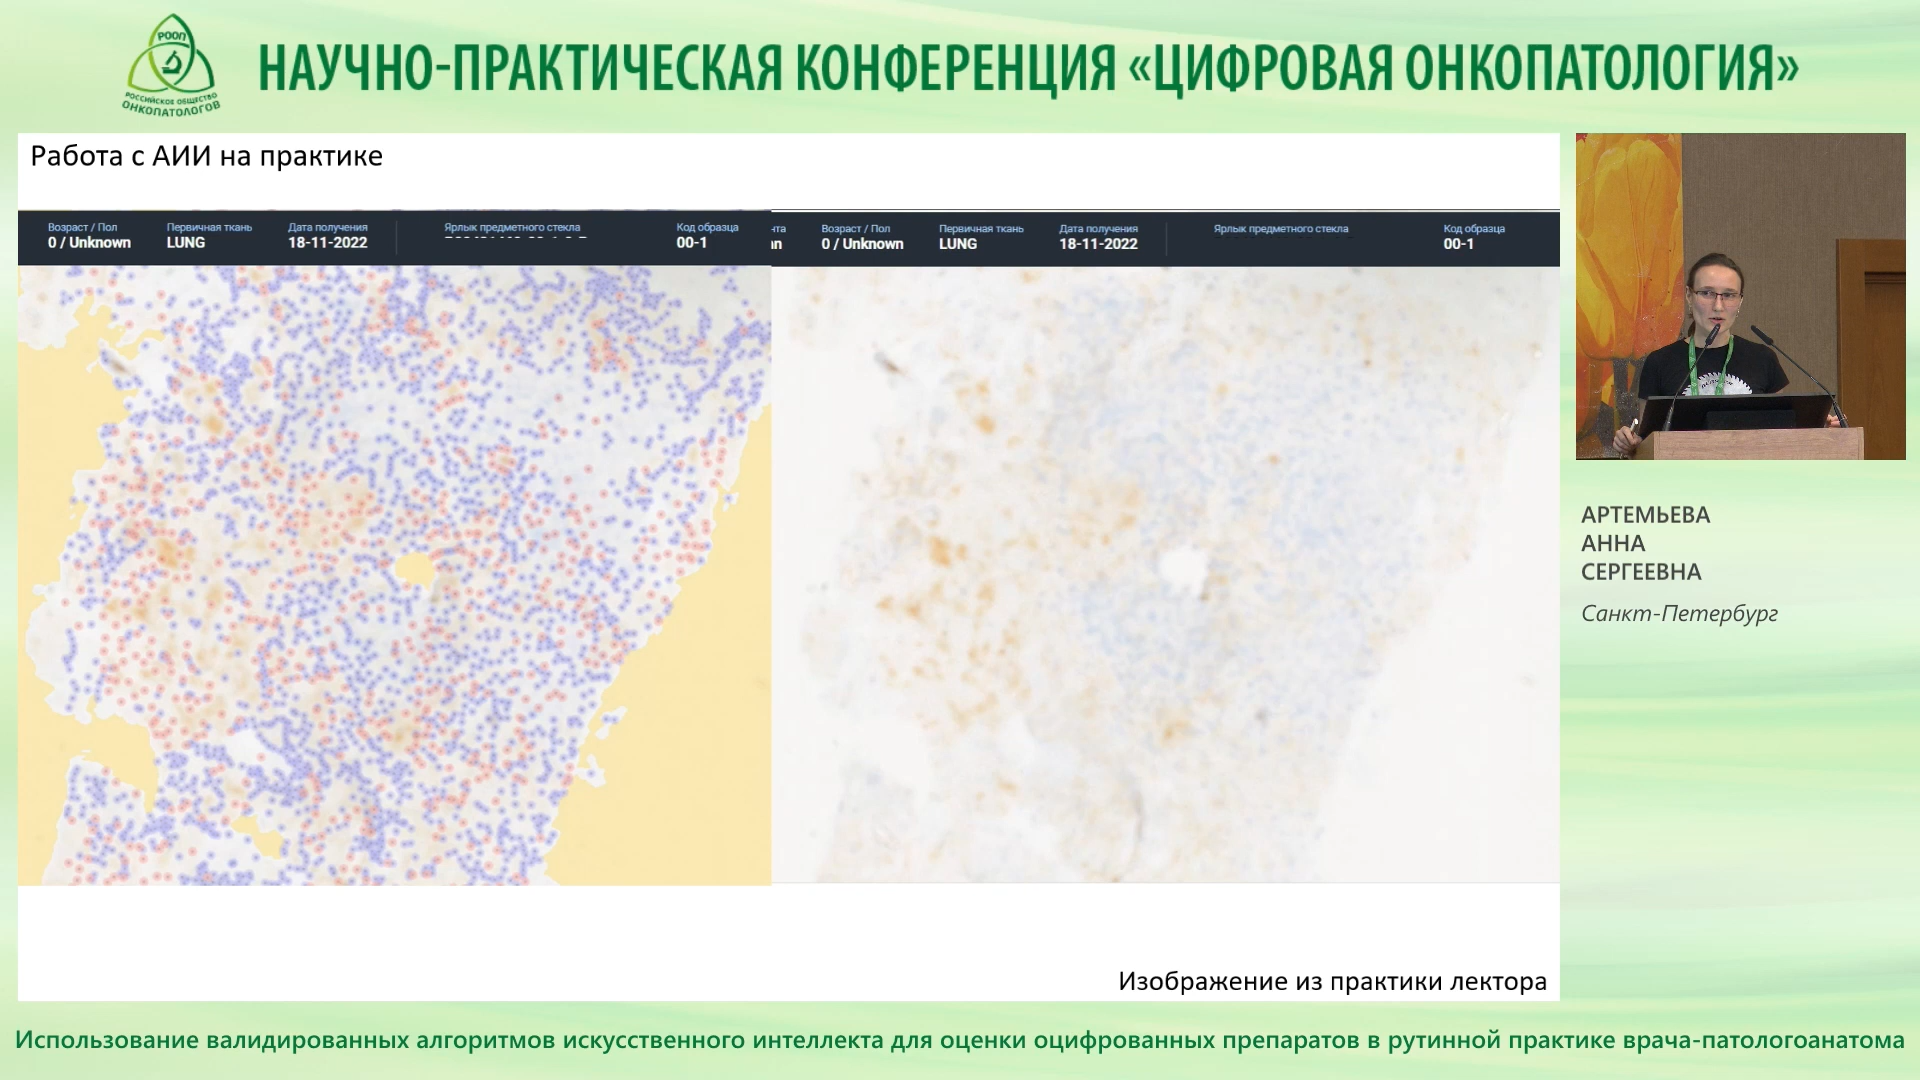 РООП
РОССИЙСКОЕ ОБЩЕСТВО
ОНКОПАТОЛОГОВ
НАУЧНО-ПРАКТИЧЕСКАЯ КОНФЕРЕНЦИЯ «ЦИФРОВАЯ ОНКОПАТОЛОГИЯ»
Работа с АИИ на практике
Возраст / Пол Первичная ткань Дата получения Ярлык предметного стекла Код образца
0 / Unknown LUNG 18-11-2022 00-1
нта Возраст / Пол Первичная ткань Дата получения Ярлык предметного стекла Код образца
0 / Unknown LUNG 18-11-2022 00-1
Изображение из практики лектора
АРТЕМЬЕВА
АННА
СЕРГЕЕВНА
Санкт-Петербург
Использование валидированных алгоритмов искусственного интеллекта для оценки оцифрованных препаратов в рутинной практике врача-патологоанатома